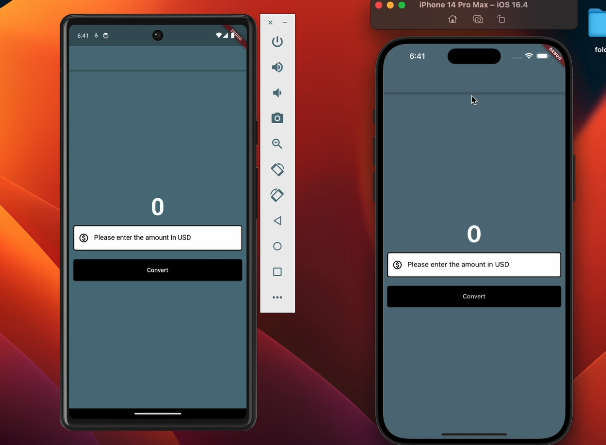 iPhone 14 Pro Max – iOS 16.4
6:41
DEBUG
0
Please enter the amount in USD
Convert
6:41
DEBUG
0
Please enter the amount in USD
Convert